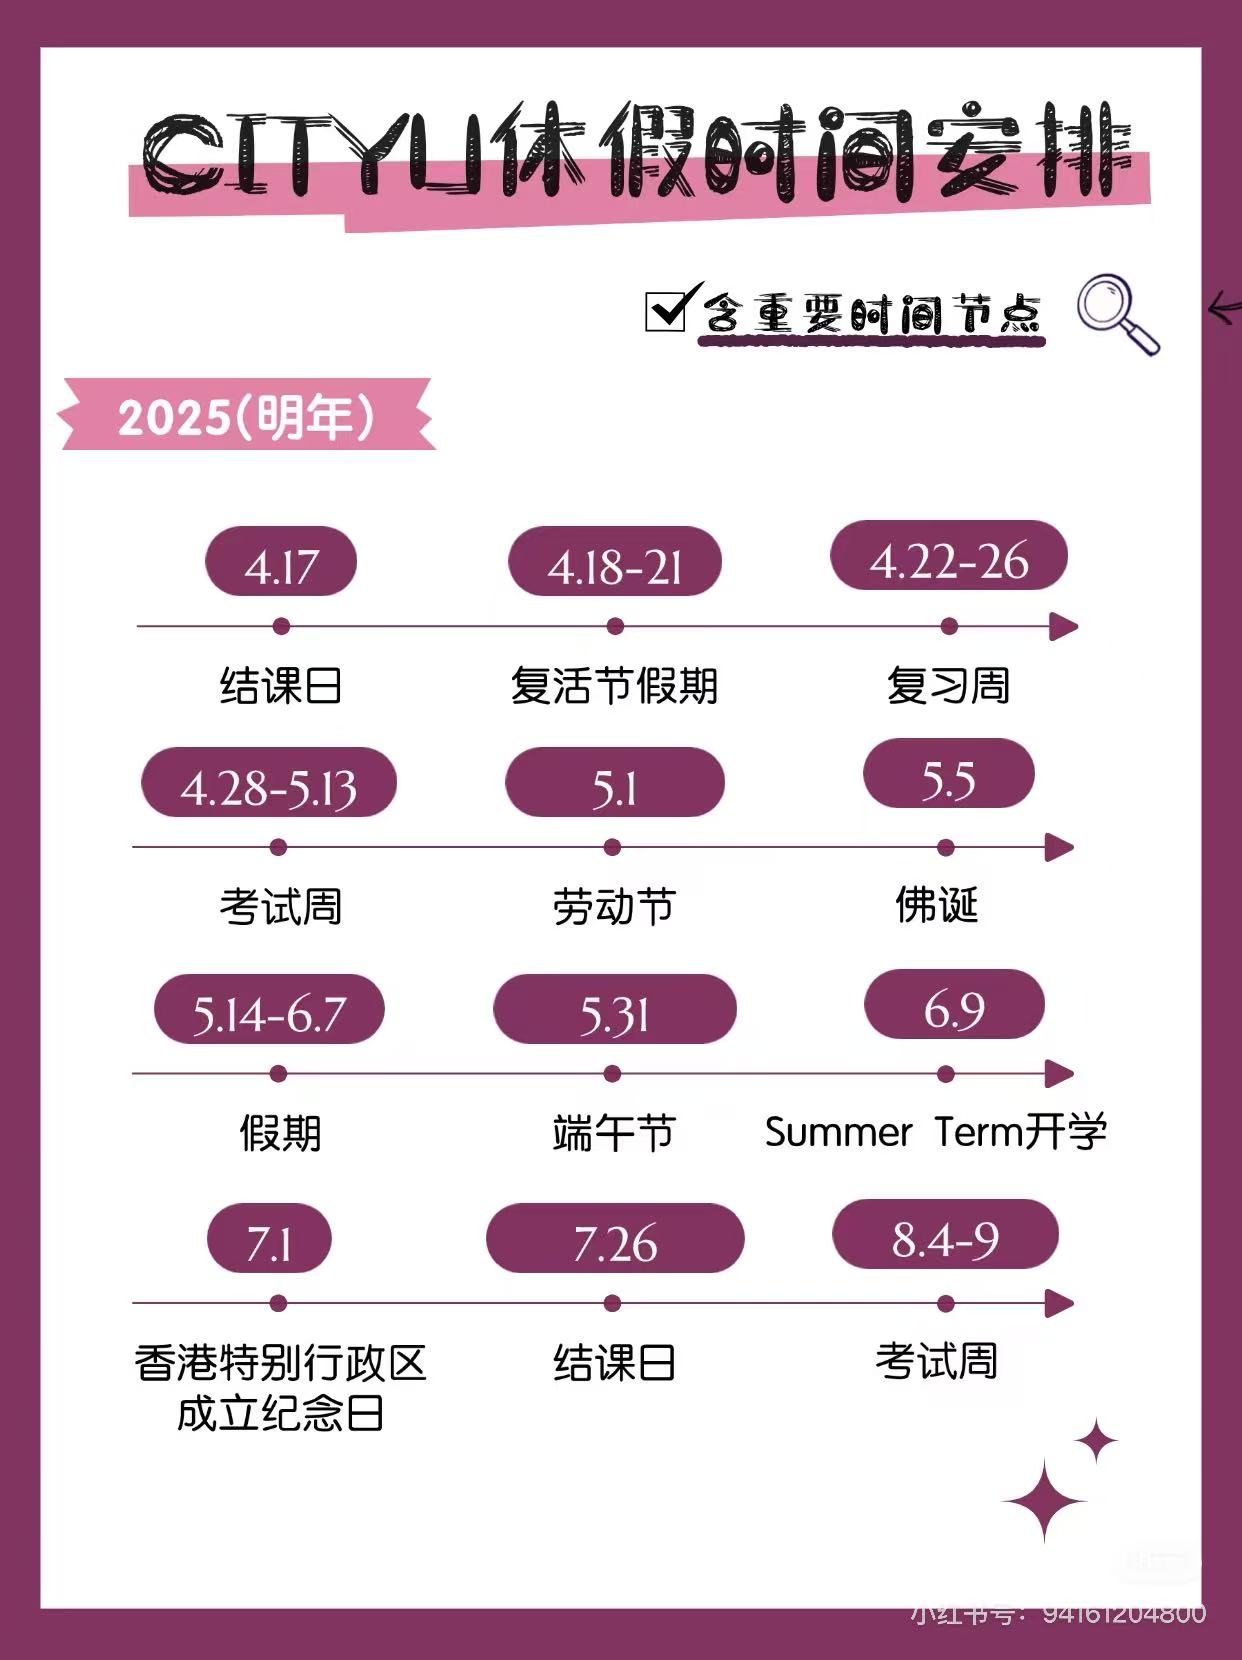 CITYU休假时间安排
含重要时间节点
2025(明年)
4.17
4.18-21
4.22-26
结课日
复活节假期
复习周
4.28-5.13
5.1
5.5
考试周
劳动节
佛诞
5.14-6.7
5.31
6.9
假期
端午节
Summer Term开学
7.1
7.26
8.4-9
香港特别行政区
成立纪念日
结课日
考试周
小红书号：94161204800